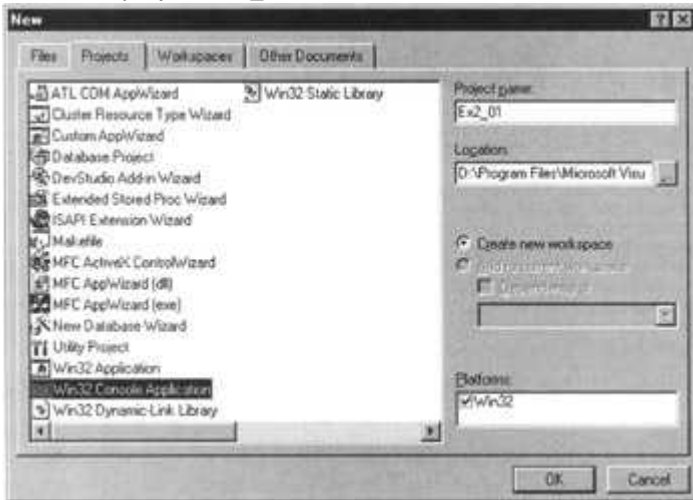 New
Files Projects Workspaces Other Documents
ATL COM AppWizard
Cluster Resource Type Wizard
Custom AppWizard
Database Project
DevStudio Add-in Wizard
Extended Stored Proc Wizard
ISAPI Extension Wizard
Makefile
MFC ActiveX ControlWizard
MFC AppWizard (dll)
MFC AppWizard (exe)
New Database Wizard
Utility Project
Win32 Application
Win32 Console Application
Win32 Dynamic-Link Library
Win32 Static Library
Project name:
Ex2_01
Location:
D:\Program Files\Microsoft Visu
...
Create new workspace
Platforms:
Win32
OK Cancel